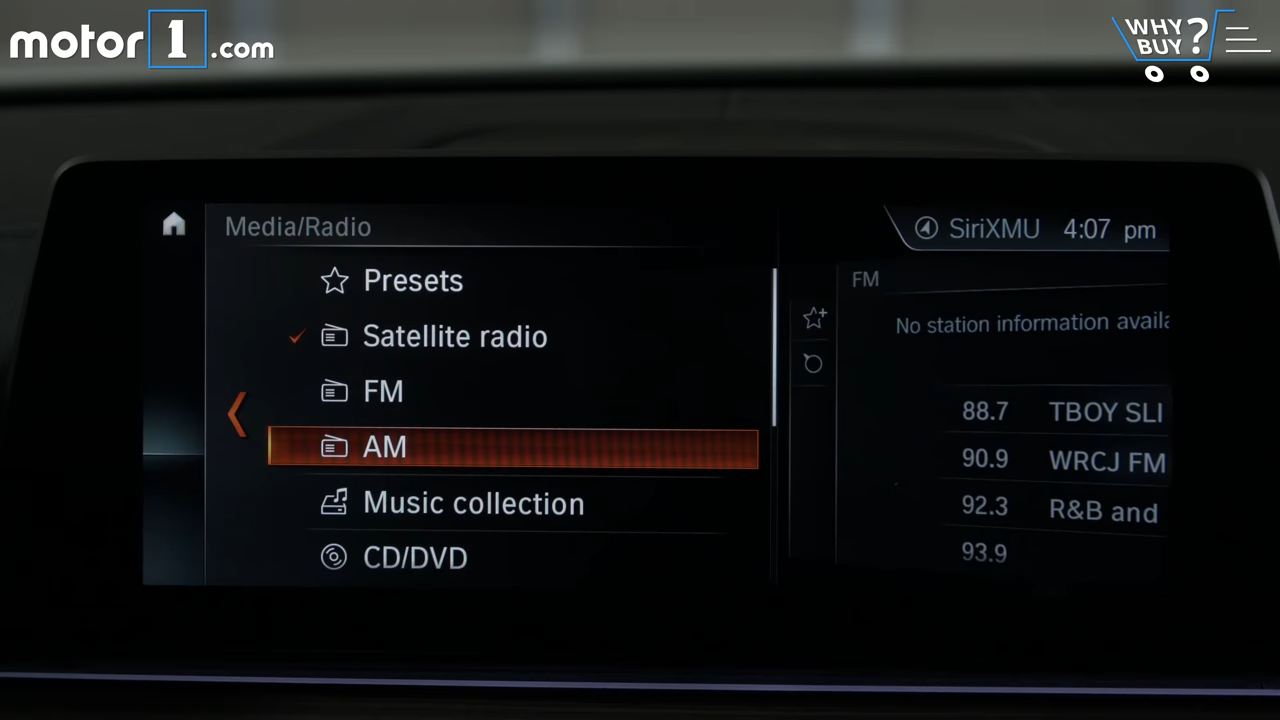 motor1.com
WHY BUY?
Media/Radio
SiriXMU 4:07 pm
Presets
Satellite radio
FM
AM
Music collection
CD/DVD
FM
No station information availa
88.7 TBOY SLI
90.9 WRCJ FM
92.3 R&B and
93.9